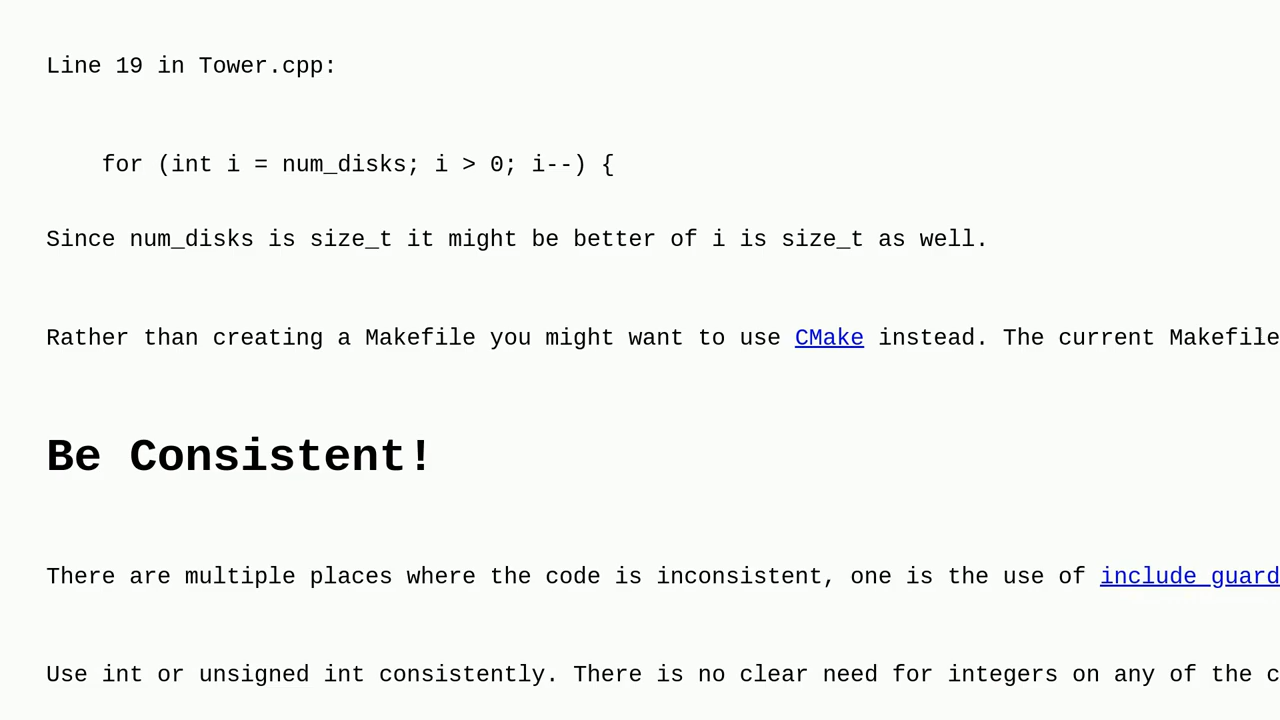 Line 19 in Tower.cpp:
for (int i = num_disks; i > 0; i--) {
Since num_disks is size_t it might be better of i is size_t as well.
Rather than creating a Makefile you might want to use CMake instead. The current Makefile
Be Consistent!
There are multiple places where the code is inconsistent, one is the use of include guard
Use int or unsigned int consistently. There is no clear need for integers on any of the c